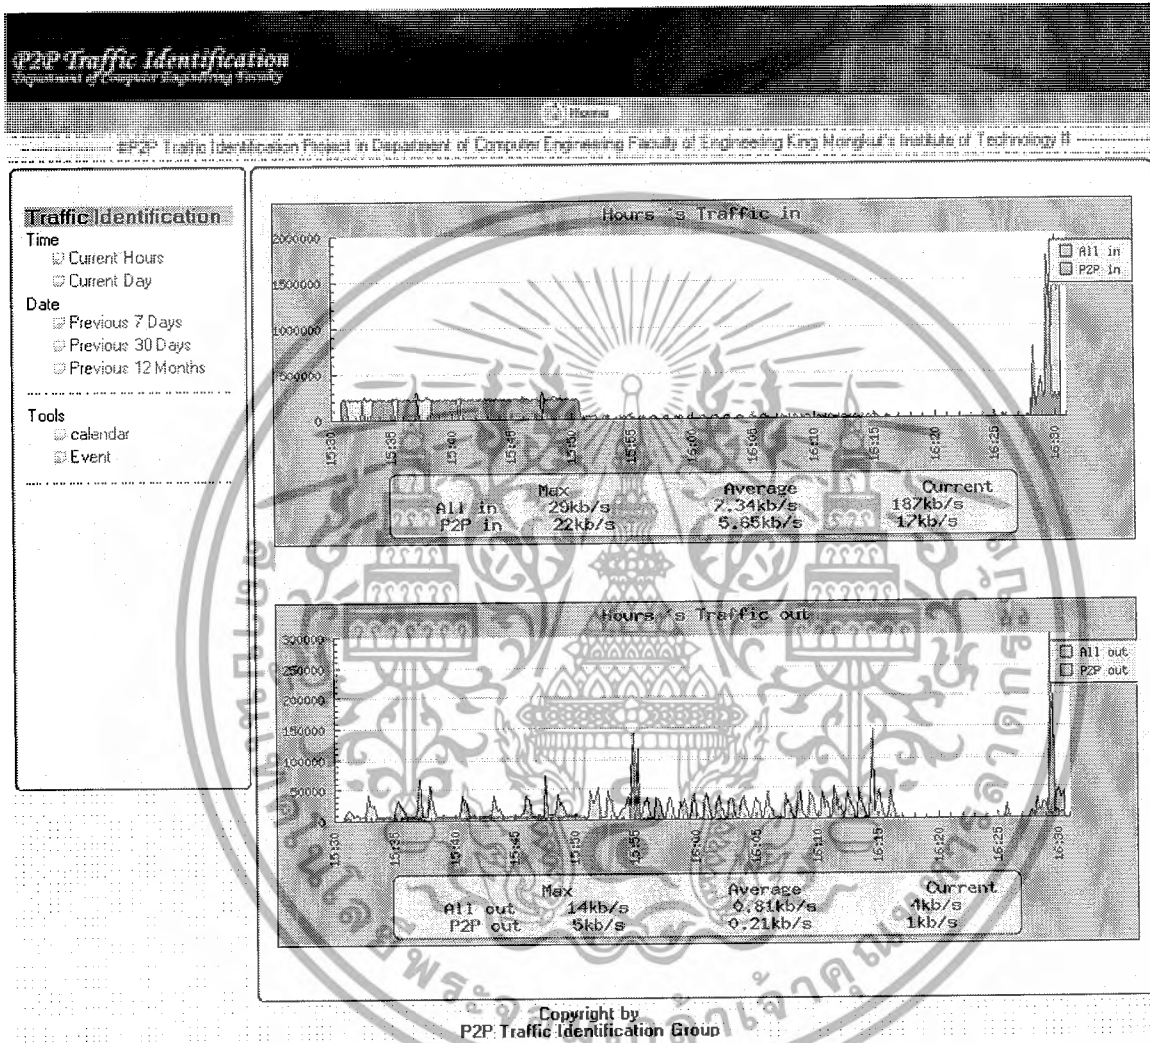 P2P Traffic Identification
Department of Computer Engineering Faculty
Home
#P2P Traffic Identification Project in Department of Computer Engineering Faculty of Engineering King Mongkut's Institute of Technology
Traffic Identification
Time
Current Hours
Current Day
Date
Previous 7 Days
Previous 30 Days
Previous 12 Months
Tools
calendar
Event
Hours 's Traffic in
2000000
1500000
1000000
500000
0
All in
P2P in
15:30 15:35 15:40 15:45 15:50 15:55 16:00 16:05 16:10 16:15 16:20 16:25 16:30
Max Average Current
All in 29kb/s 7.34kb/s 187kb/s
P2P in 22kb/s 5.65kb/s 17kb/s
Hours 's Traffic out
300000
250000
200000
150000
100000
50000
0
All out
P2P out
15:30 15:35 15:40 15:45 15:50 15:55 16:00 16:05 16:10 16:15 16:20 16:25 16:30
Max Average Current
All out 14kb/s 0.81kb/s 4kb/s
P2P out 5kb/s 0.21kb/s 1kb/s
Copyright by
P2P Traffic Identification Group